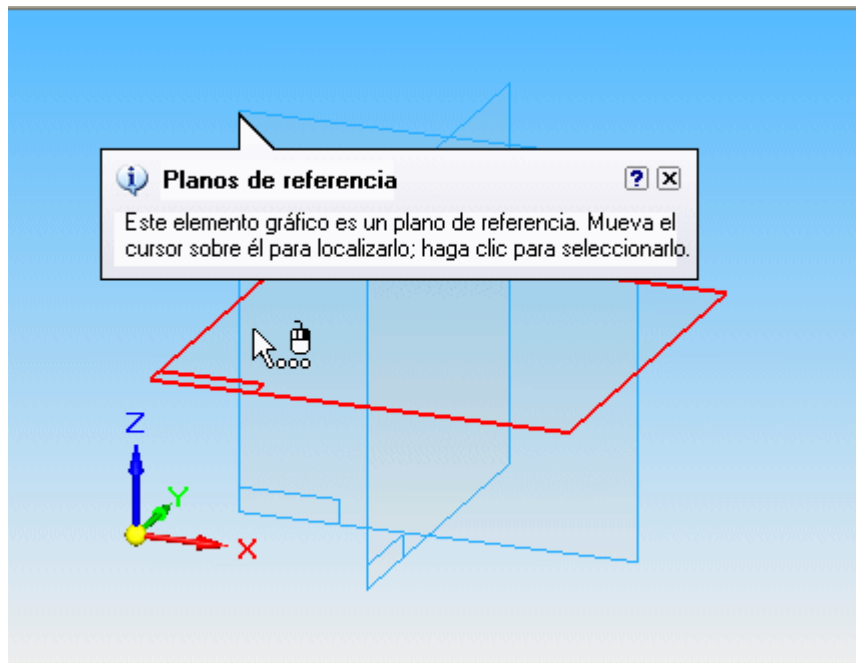 Planos de referencia
Este elemento gráfico es un plano de referencia. Mueva el
cursor sobre él para localizarlo; haga clic para seleccionarlo.
Z
Y
X